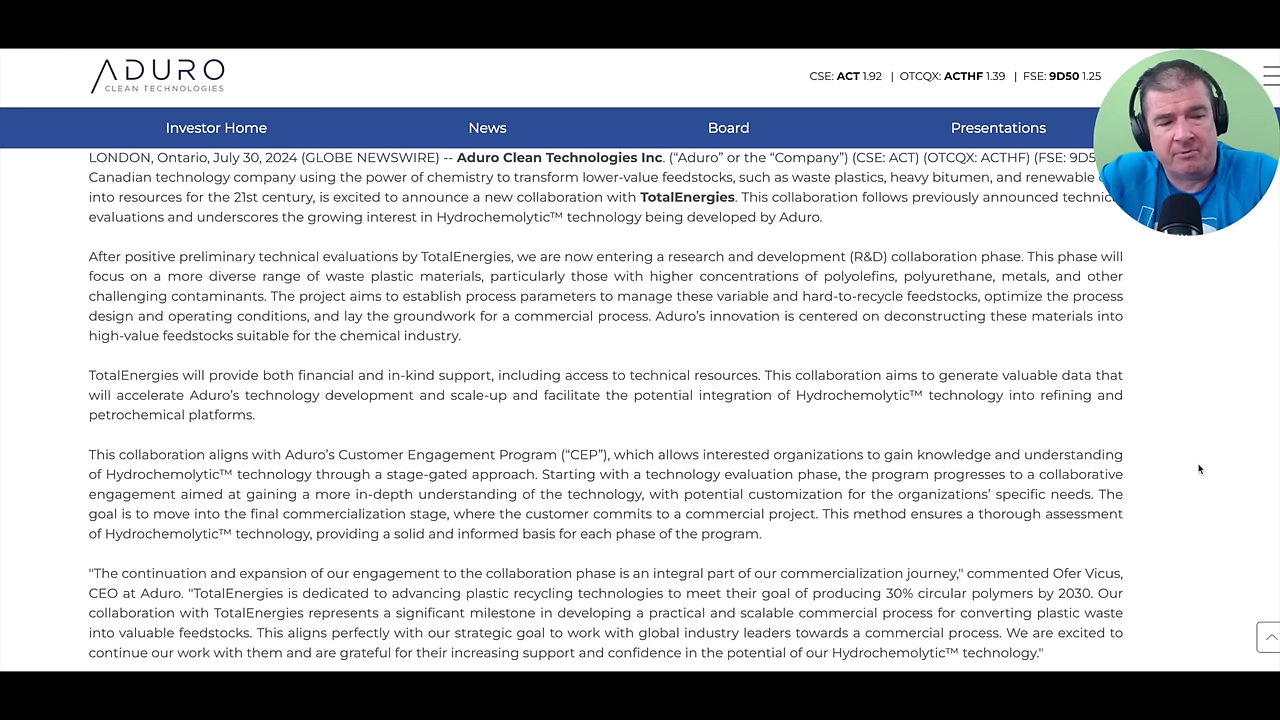 ADURO
CLEAN TECHNOLOGIES
CSE: ACT 1.92 | OTCQX: ACTHF 1.39 | FSE: 9D50 1.25
Investor Home News Board Presentations
LONDON, Ontario, July 30, 2024 (GLOBE NEWSWIRE) -- Aduro Clean Technologies Inc. (“Aduro” or the “Company”) (CSE: ACT) (OTCQX: ACTHF) (FSE:
Canadian technology company using the power of chemistry to transform lower-value feedstocks, such as waste plastics, heavy bitumen, and renewable
into resources for the 21st century, is excited to announce a new collaboration with TotalEnergies. This collaboration follows previously announced
evaluations and underscores the growing interest in Hydrochemolytic™ technology being developed by Aduro.
After positive preliminary technical evaluations by TotalEnergies, we are now entering a research and development (R&D) collaboration phase. This phase will
focus on a more diverse range of waste plastic materials, particularly those with higher concentrations of polyolefins, polyurethane, metals, and other
challenging contaminants. The project aims to establish process parameters to manage these variable and hard-to-recycle feedstocks, optimize the process
design and operating conditions, and lay the groundwork for a commercial process. Aduro’s innovation is centered on deconstructing these materials into
high-value feedstocks suitable for the chemical industry.
TotalEnergies will provide both financial and in-kind support, including access to technical resources. This collaboration aims to generate valuable data that
will accelerate Aduro’s technology development and scale-up and facilitate the potential integration of Hydrochemolytic™ technology into refining and
petrochemical platforms.
This collaboration aligns with Aduro’s Customer Engagement Program (“CEP”), which allows interested organizations to gain knowledge and understanding
of Hydrochemolytic™ technology through a stage-gated approach. Starting with a technology evaluation phase, the program progresses to a collaborative
engagement aimed at gaining a more in-depth understanding of the technology, with potential customization for the organizations’ specific needs. The
goal is to move into the final commercialization stage, where the customer commits to a commercial project. This method ensures a thorough assessment
of Hydrochemolytic™ technology, providing a solid and informed basis for each phase of the program.
"The continuation and expansion of our engagement to the collaboration phase is an integral part of our commercialization journey," commented Ofer Vicus,
CEO at Aduro. "TotalEnergies is dedicated to advancing plastic recycling technologies to meet their goal of producing 30% circular polymers by 2030. Our
collaboration with TotalEnergies represents a significant milestone in developing a practical and scalable commercial process for converting plastic waste
into valuable feedstocks. This aligns perfectly with our strategic goal to work with global industry leaders towards a commercial process. We are excited to
continue our work with them and are grateful for their increasing support and confidence in the potential of our Hydrochemolytic™ technology."